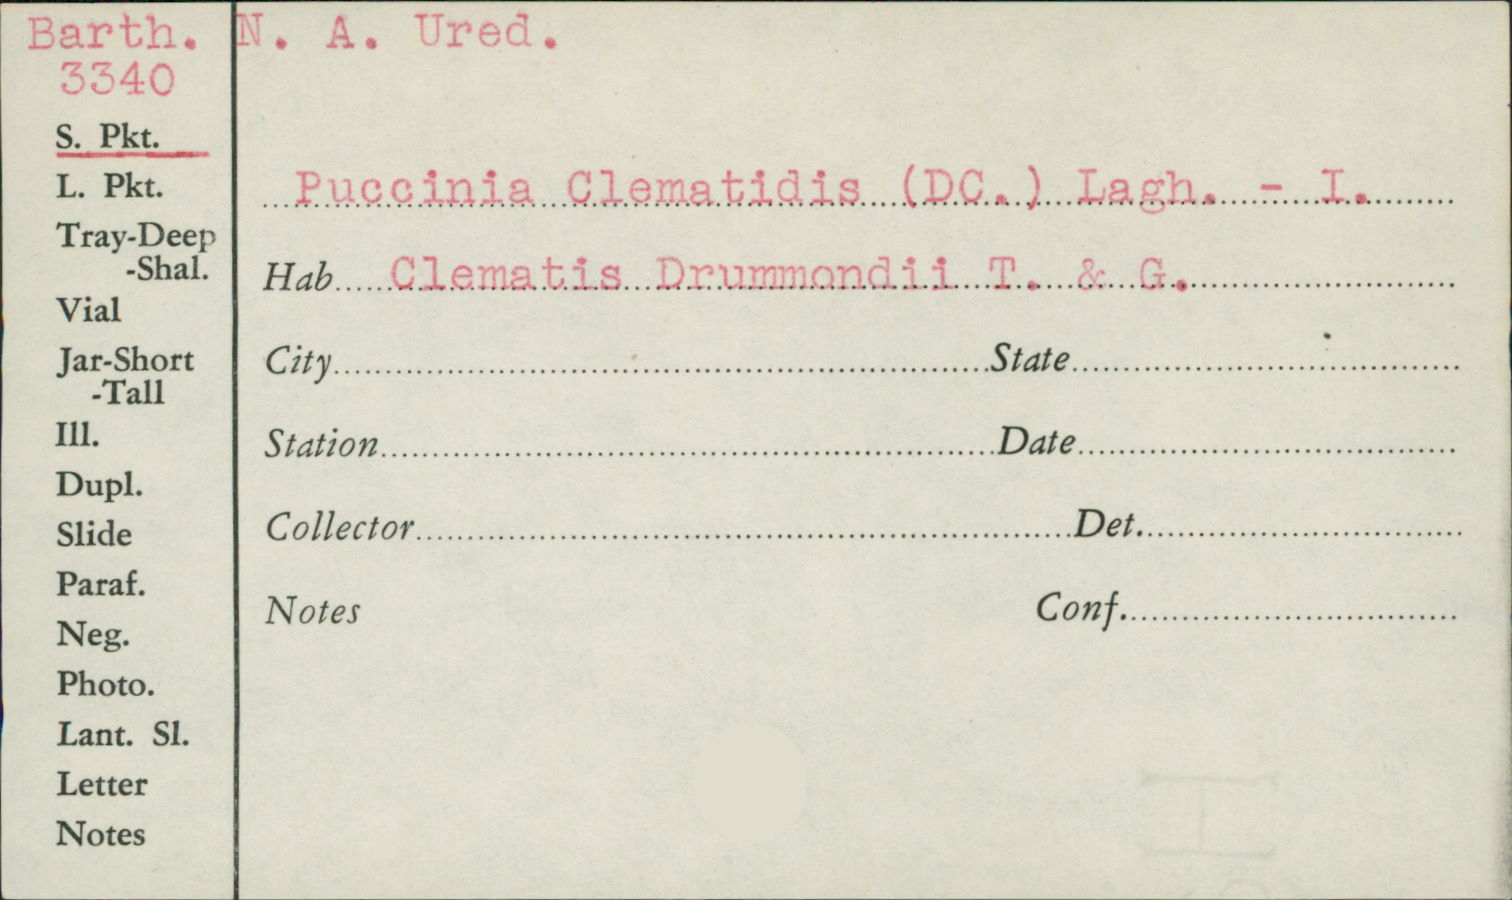 Barth. N. A. Ured.
3340
S. Pkt.
L. Pkt.
Tray-Deep
-Shal.
Vial
Jar-Short
-Tall
Ill.
Dupl.
Slide
Paraf.
Neg.
Photo.
Lant. Sl.
Letter
Notes
Puccinia Clematidis (DC.) Lagh. - I.
Hab. Clematis Drummondii T. & G.
City State
Station Date
Collector Det.
Notes Conf.